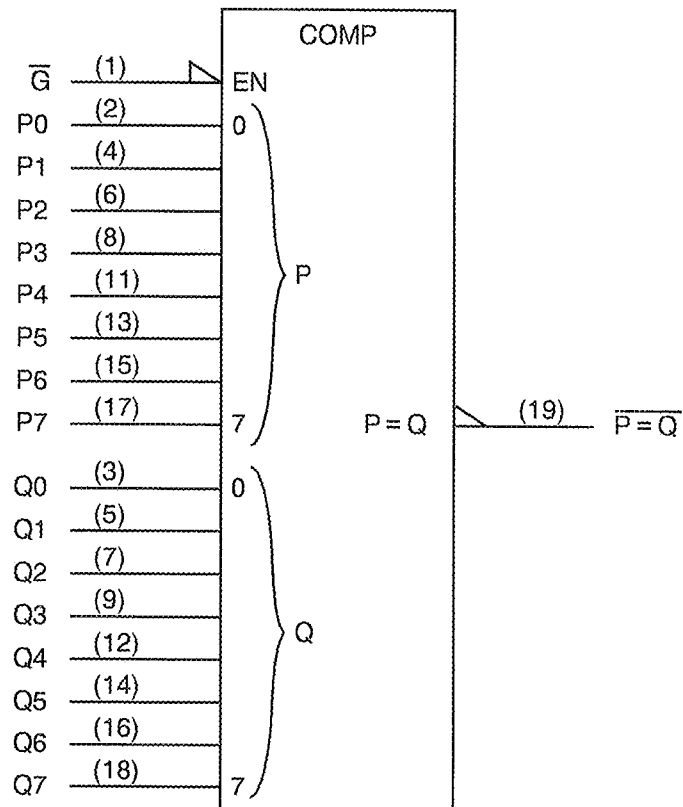 COMP
G̅ (1) EN
P0 (2) 0
P1 (4)
P2 (6)
P3 (8)
P4 (11) P
P5 (13)
P6 (15)
P7 (17) 7 P = Q (19) P̅ ̅=̅ ̅Q̅
Q0 (3) 0
Q1 (5)
Q2 (7)
Q3 (9) Q
Q4 (12)
Q5 (14)
Q6 (16)
Q7 (18) 7